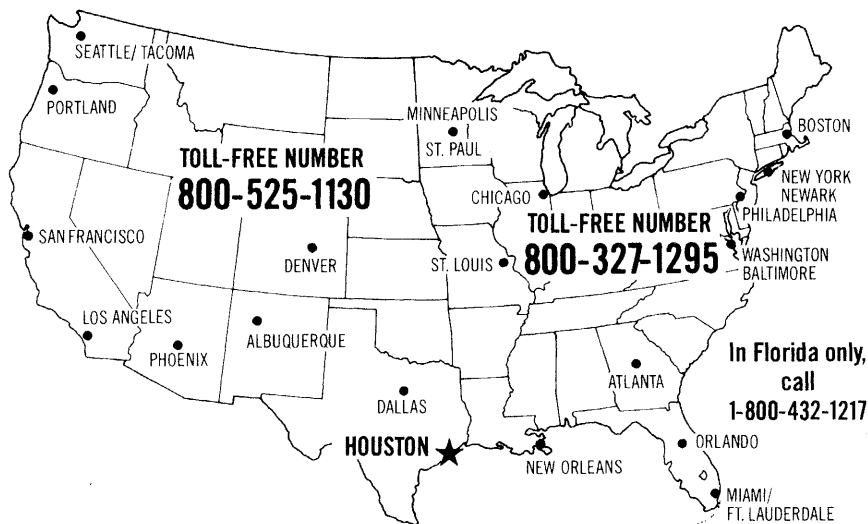 SEATTLE/TACOMA
PORTLAND
MINNEAPOLIS
ST. PAUL
BOSTON
TOLL-FREE NUMBER
800-525-1130
NEW YORK
NEWARK
PHILADELPHIA
CHICAGO
TOLL-FREE NUMBER
800-327-1295
SAN FRANCISCO
DENVER
ST. LOUIS
WASHINGTON
BALTIMORE
LOS ANGELES
PHOENIX
ALBUQUERQUE
In Florida only,
call
1-800-432-1217
ATLANTA
DALLAS
HOUSTON
NEW ORLEANS
ORLANDO
MIAMI/
FT. LAUDERDALE